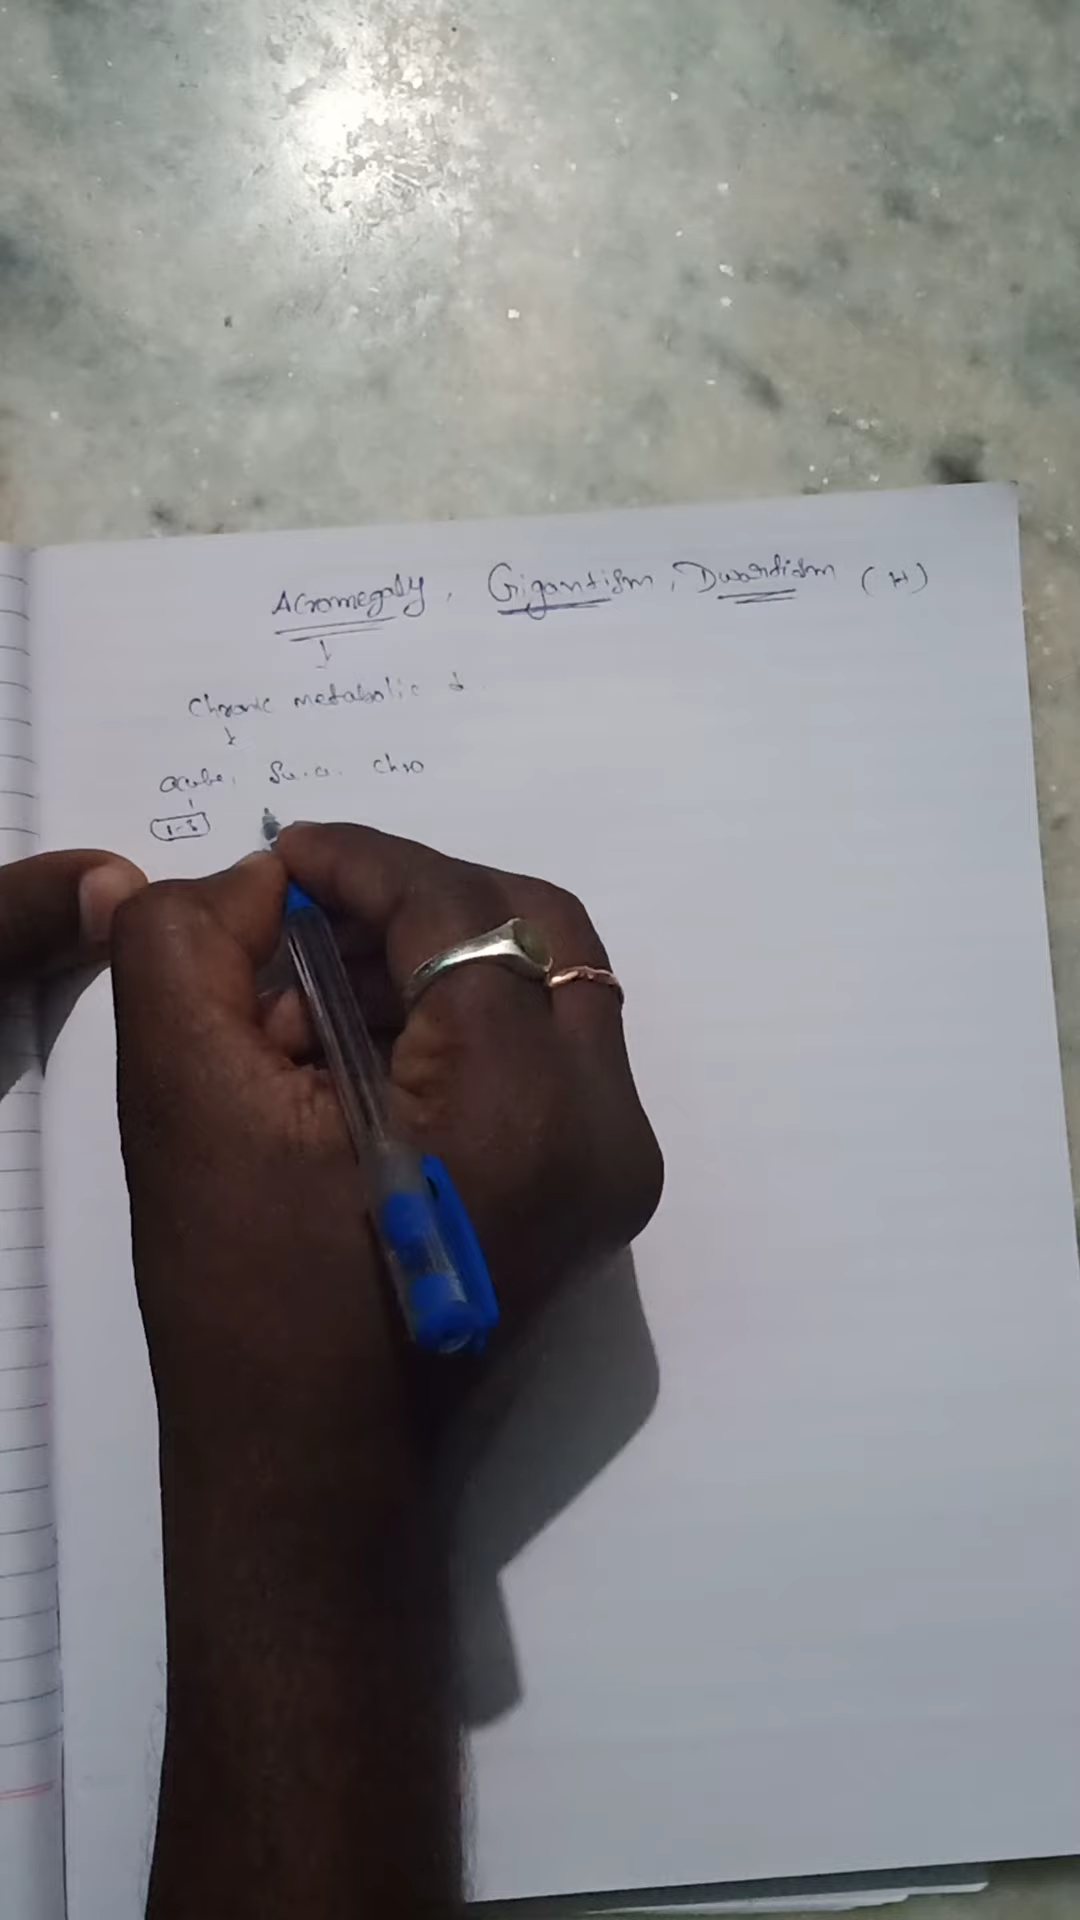 Acromegaly, Gigantism, Dwarfism (H)
↓
Chronic metabolic d
↓
acute, Su.a. Chro
1-3